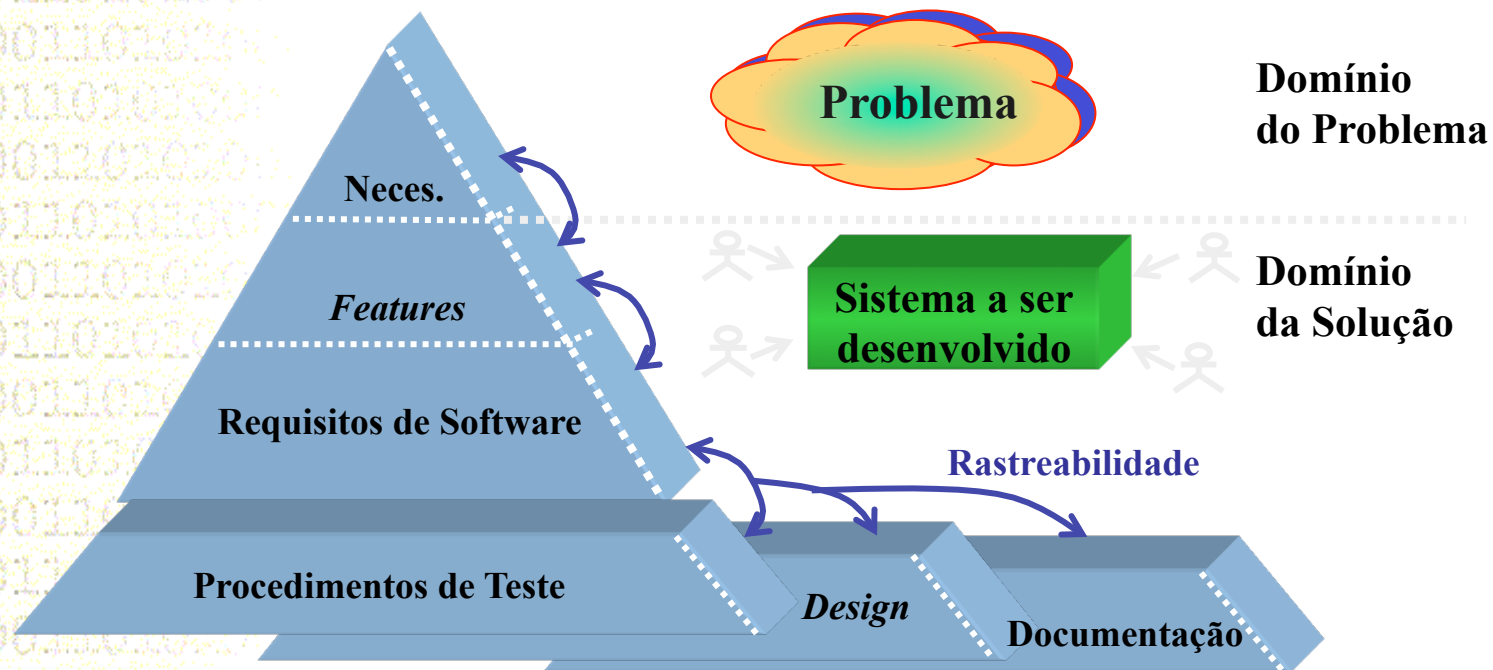 Problema
Domínio
do Problema
Neces.
Features
Sistema a ser
desenvolvido
Domínio
da Solução
Requisitos de Software
Rastreabilidade
Procedimentos de Teste
Design
Documentação